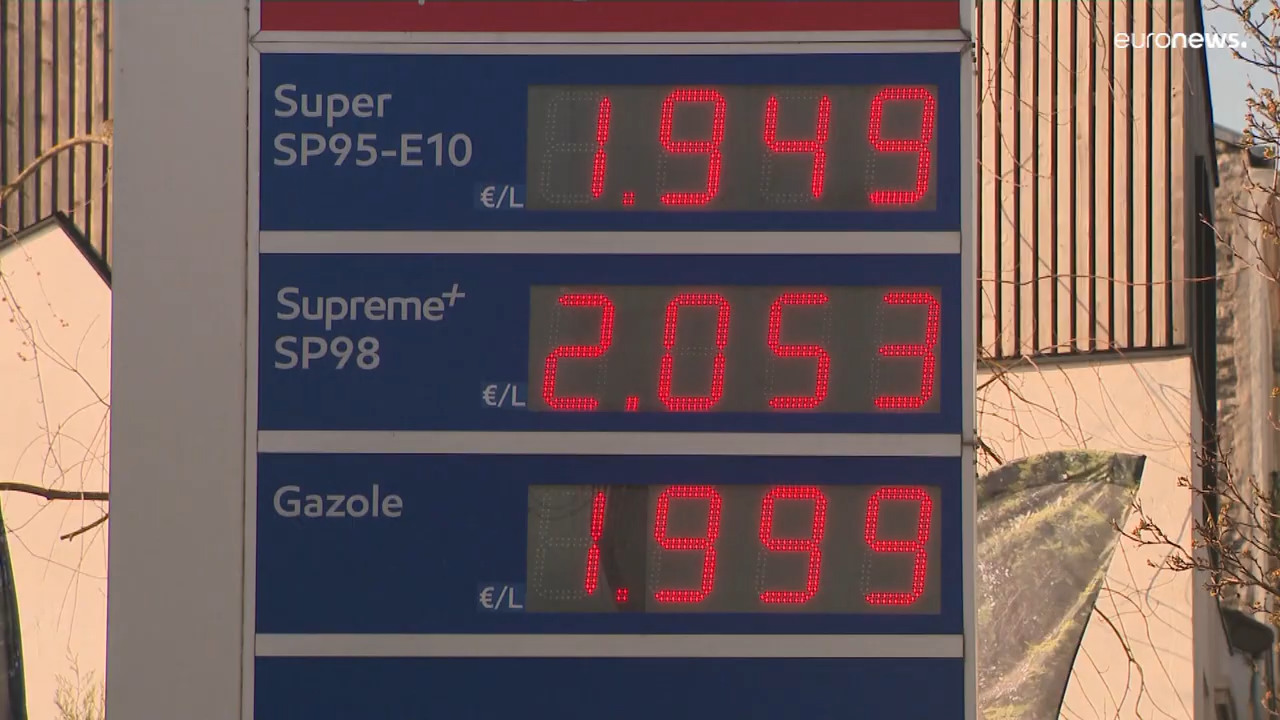 euronews.
Super
SP95-E10
€/L
1.949
Supreme+
SP98
€/L
2.053
Gazole
€/L
1.999